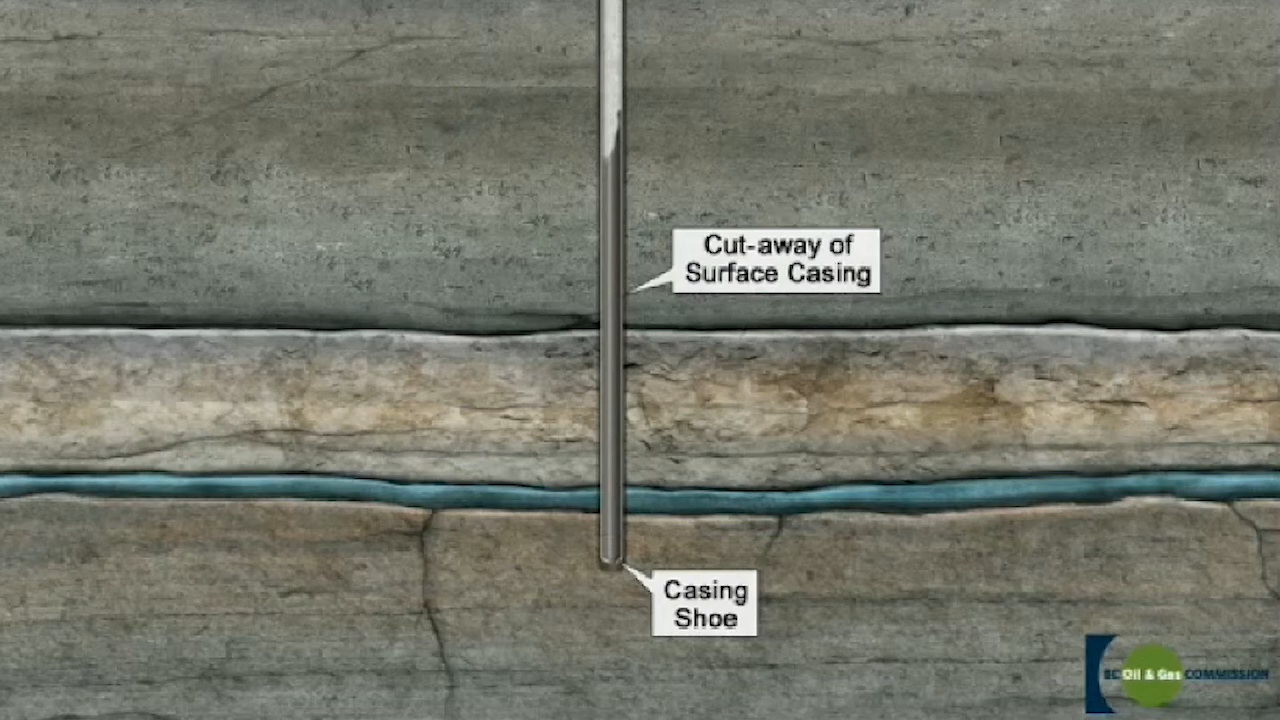 Cut-away of
Surface Casing
Casing
Shoe
BC Oil & Gas COMMISSION